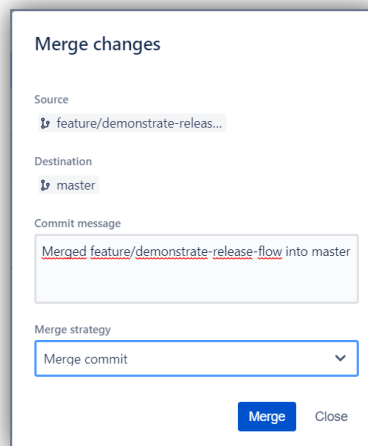 Merge changes
Source
feature/demonstrate-releas...
Destination
master
Commit message
Merged feature/demonstrate-release-flow into master
Merge strategy
Merge commit
Merge Close